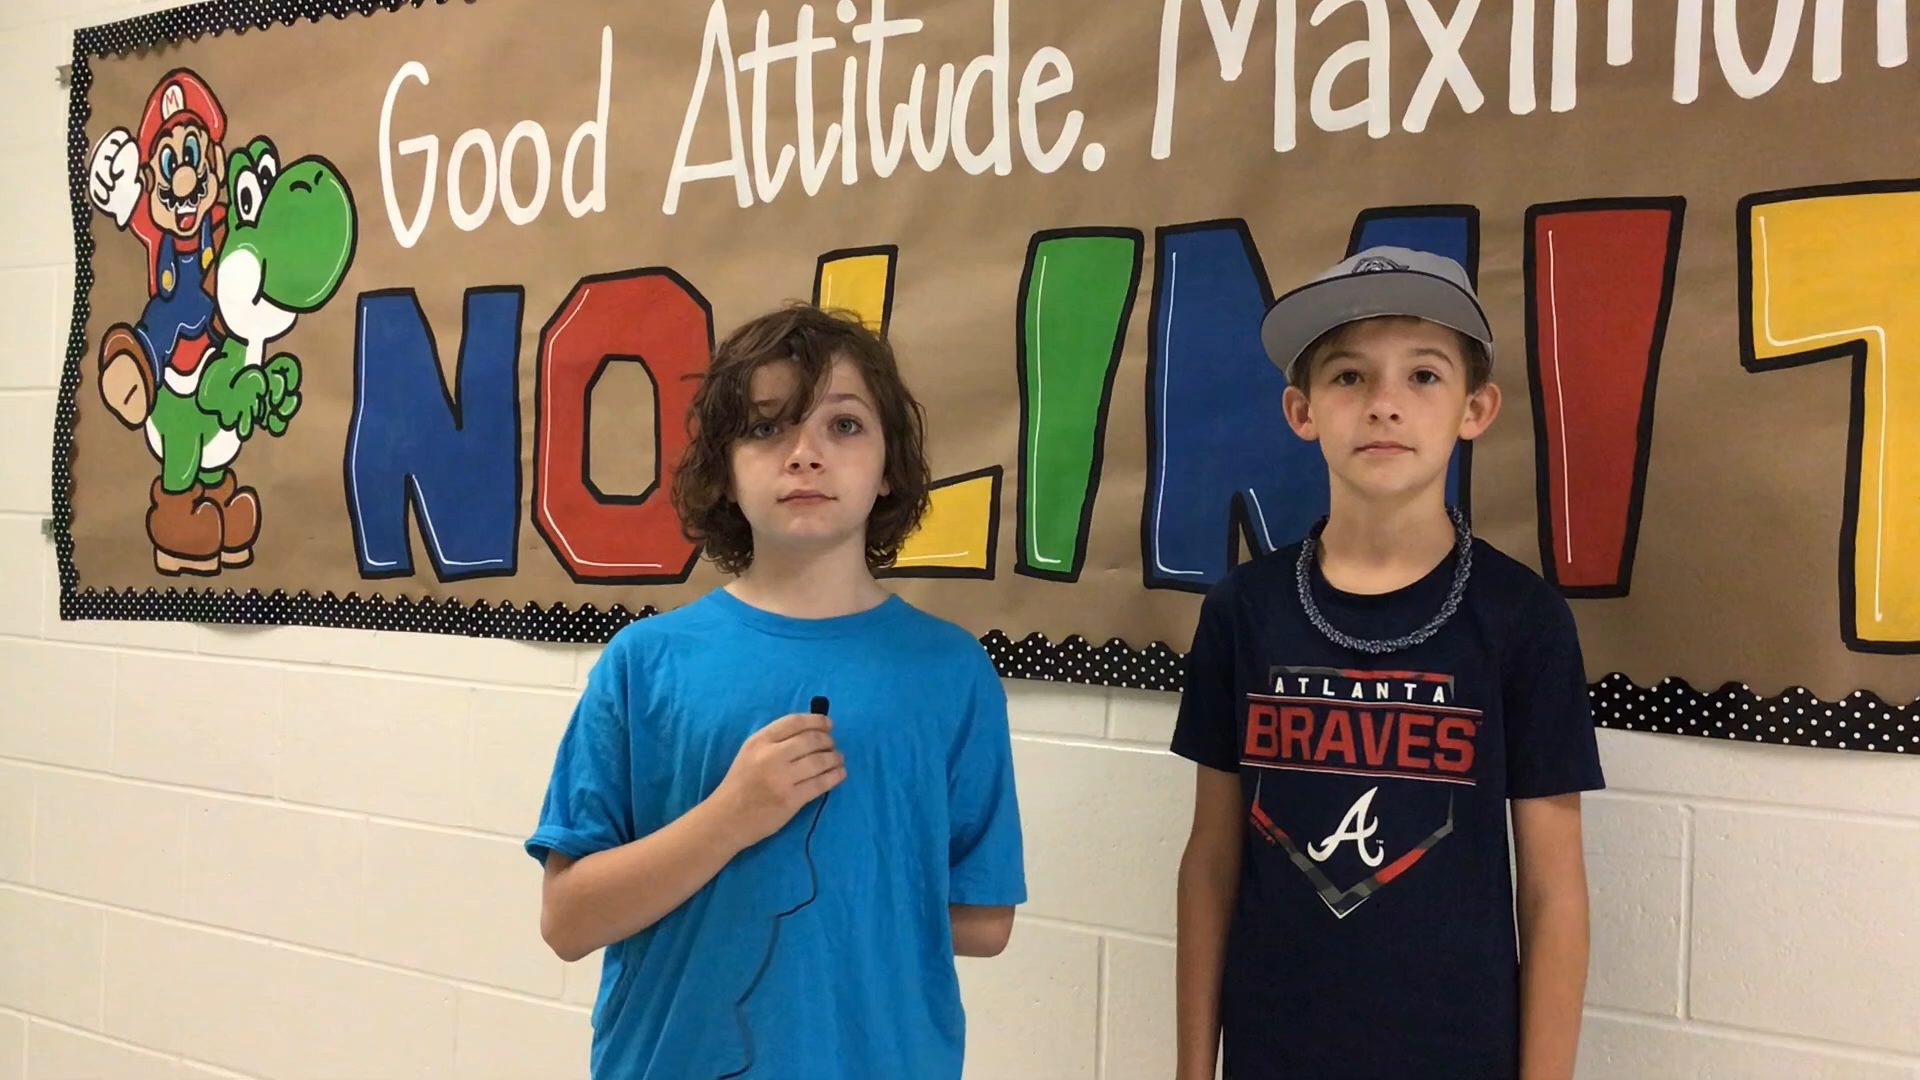 Good Attitude. Maximum
NO LIMIT
M
ATLANTA
BRAVES
A